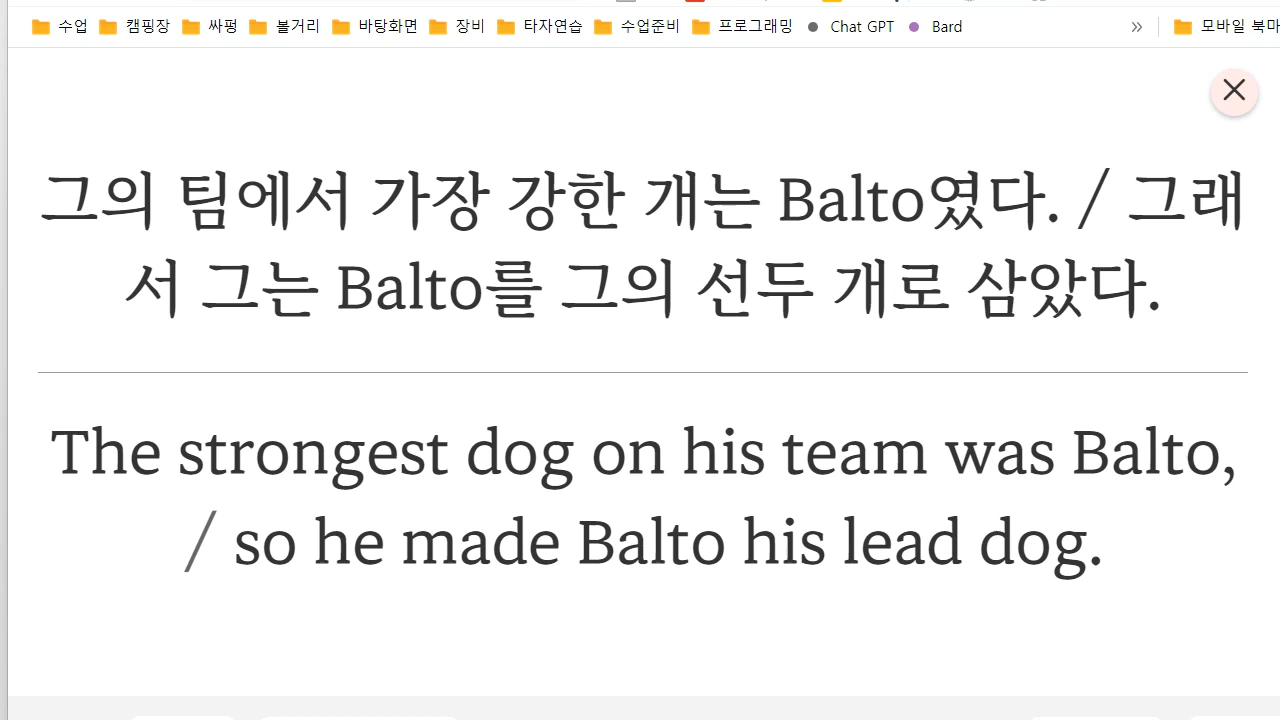 수업 캠핑장 싸펑 볼거리 바탕화면 장비 타자연습 수업준비 프로그래밍 Chat GPT Bard » 모바일 북마
그의 팀에서 가장 강한 개는 Balto였다. / 그래
서 그는 Balto를 그의 선두 개로 삼았다.
The strongest dog on his team was Balto,
/ so he made Balto his lead dog.